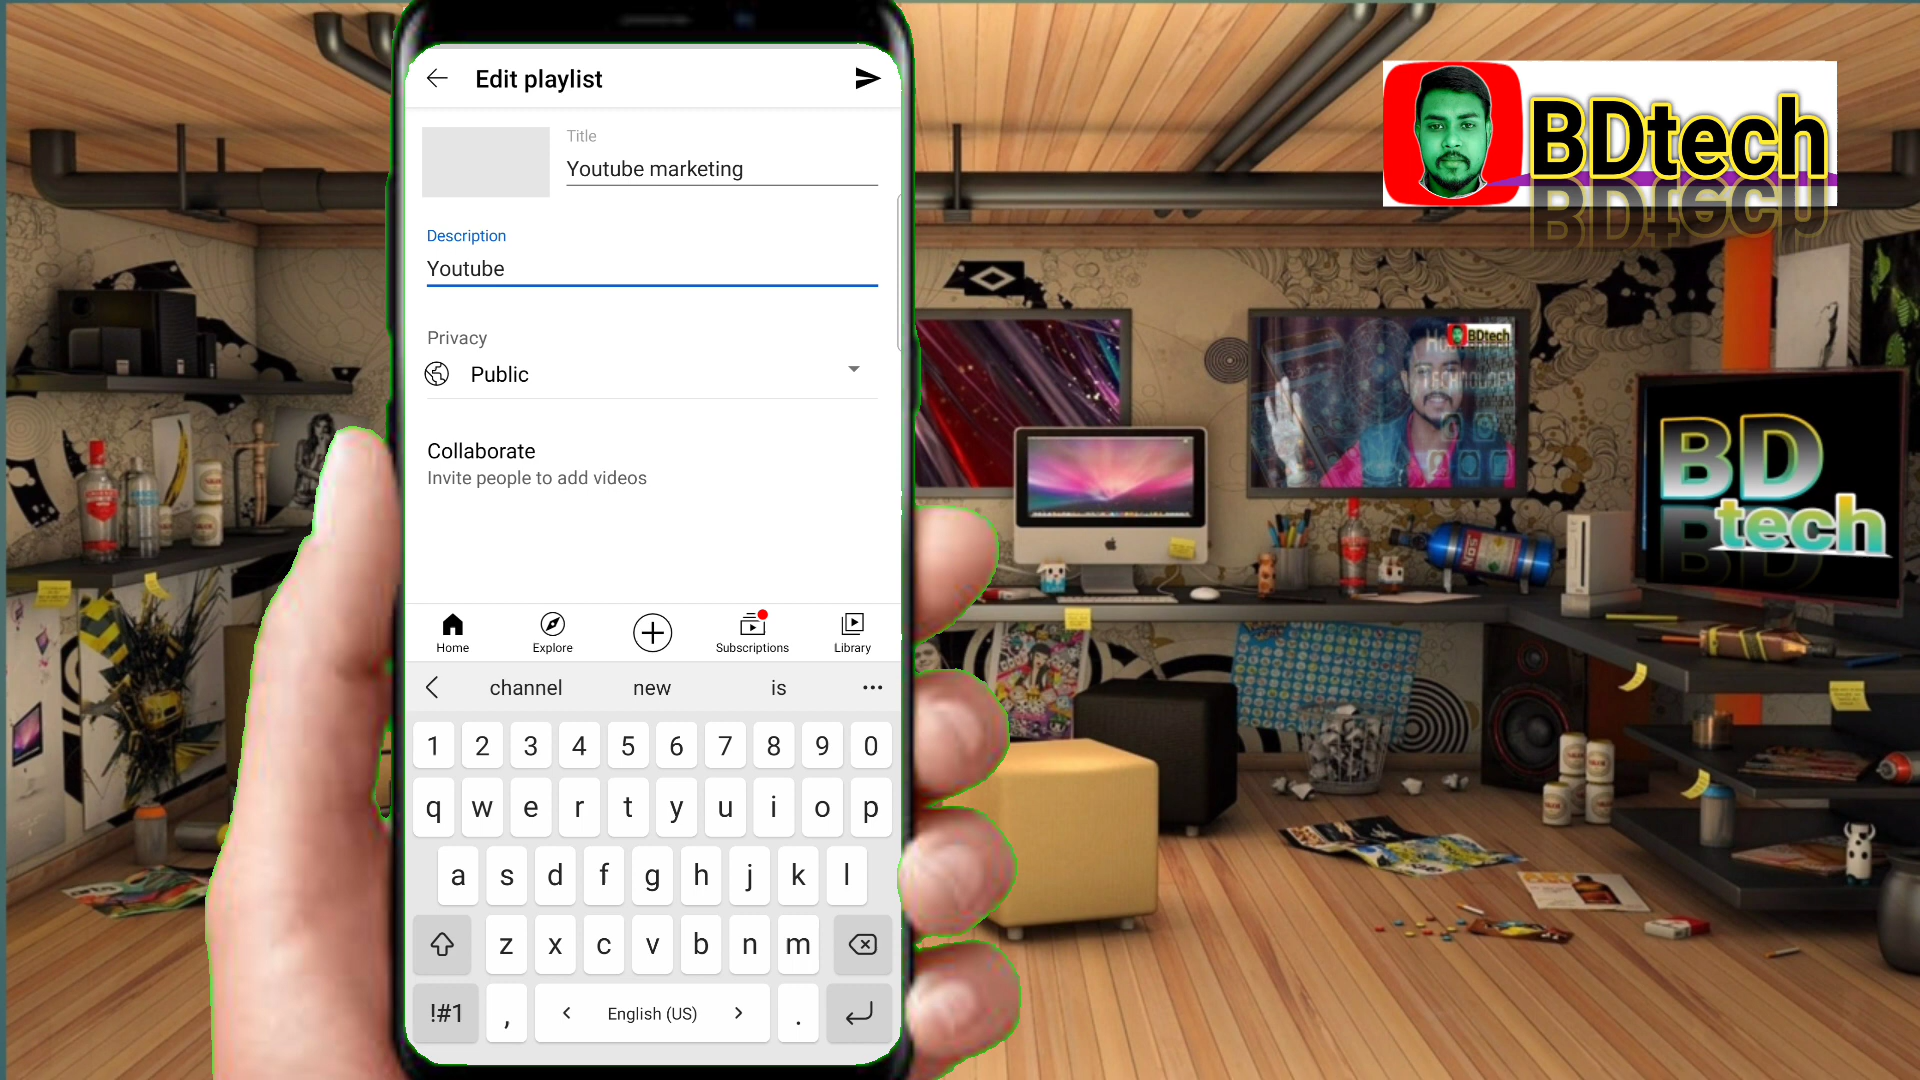 Edit playlist
Title
Youtube marketing
Description
Youtube
Privacy
Public
Collaborate
Invite people to add videos
Home
Explore
Subscriptions
Library
channel
new
is
1 2 3 4 5 6 7 8 9 0
q w e r t y u i o p
a s d f g h j k l
z x c v b n m
!#1 , English (US) .
BDtech
BDtech
TECHNOLOGY
BD
tech
NOS